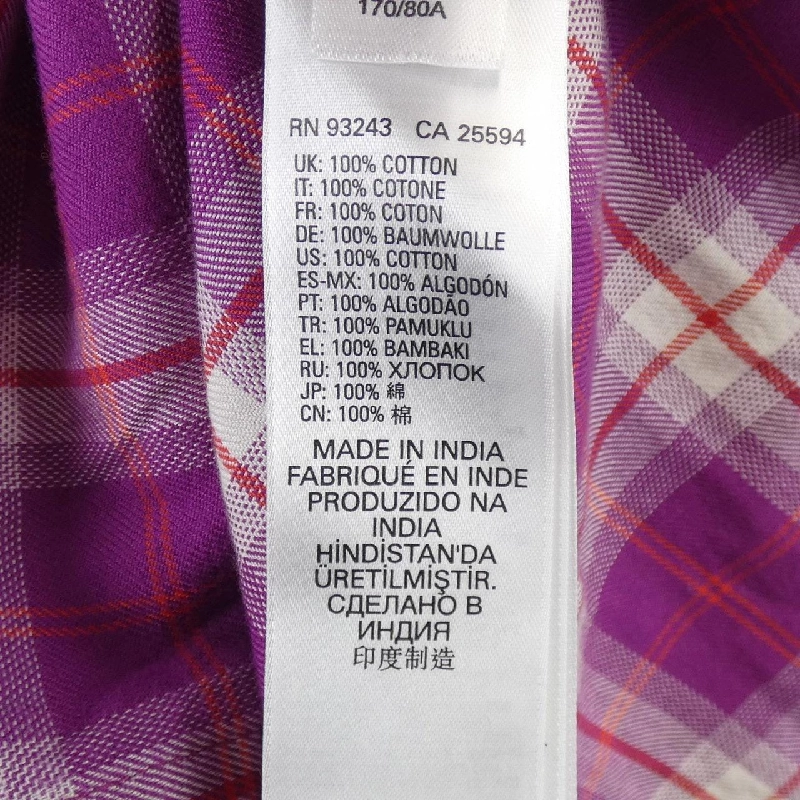 170/80A
RN 93243 CA 25594
UK: 100% COTTON
IT: 100% COTONE
FR: 100% COTON
DE: 100% BAUMWOLLE
US: 100% COTTON
ES-MX: 100% ALGODÓN
PT: 100% ALGODÃO
TR: 100% PAMUKLU
EL: 100% BAMBAKI
RU: 100% ХЛОПОК
JP: 100% 綿
CN: 100% 棉
MADE IN INDIA
FABRIQUÉ EN INDE
PRODUZIDO NA
INDIA
HİNDİSTAN'DA
ÜRETİLMİŞTİR.
СДЕЛАНО В
ИНДИЯ
印度制造